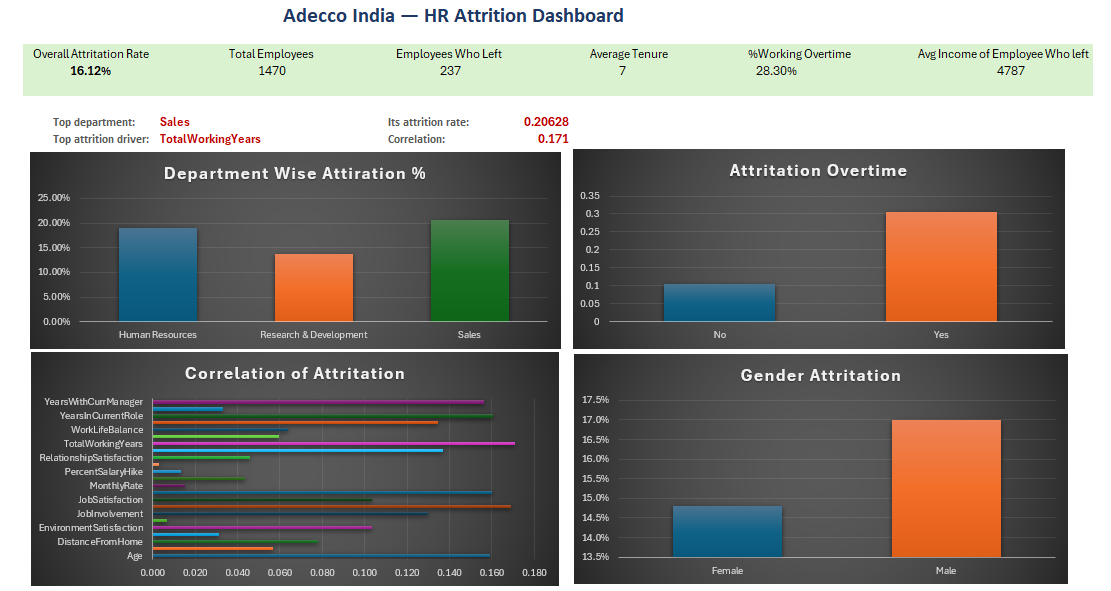 Adecco India — HR Attrition Dashboard
Overall Attritation Rate
16.12%
Total Employees
1470
Employees Who Left
237
Average Tenure
7
%Working Overtime
28.30%
Avg Income of Employee Who left
4787
Top department: Sales Its attrition rate: 0.20628
Top attrition driver: TotalWorkingYears Correlation: 0.171
Department Wise Attiration %
25.00%
20.00%
15.00%
10.00%
5.00%
0.00%
Human Resources Research & Development Sales
Attritation Overtime
0.35
0.3
0.25
0.2
0.15
0.1
0.05
0
No Yes
Correlation of Attritation
YearsWithCurrManager
YearsInCurrentRole
WorkLifeBalance
TotalWorkingYears
RelationshipSatisfaction
PercentSalaryHike
MonthlyRate
JobSatisfaction
JobInvolvement
EnvironmentSatisfaction
DistanceFromHome
Age
0.000 0.020 0.040 0.060 0.080 0.100 0.120 0.140 0.160 0.180
Gender Attritation
17.5%
17.0%
16.5%
16.0%
15.5%
15.0%
14.5%
14.0%
13.5%
Female Male